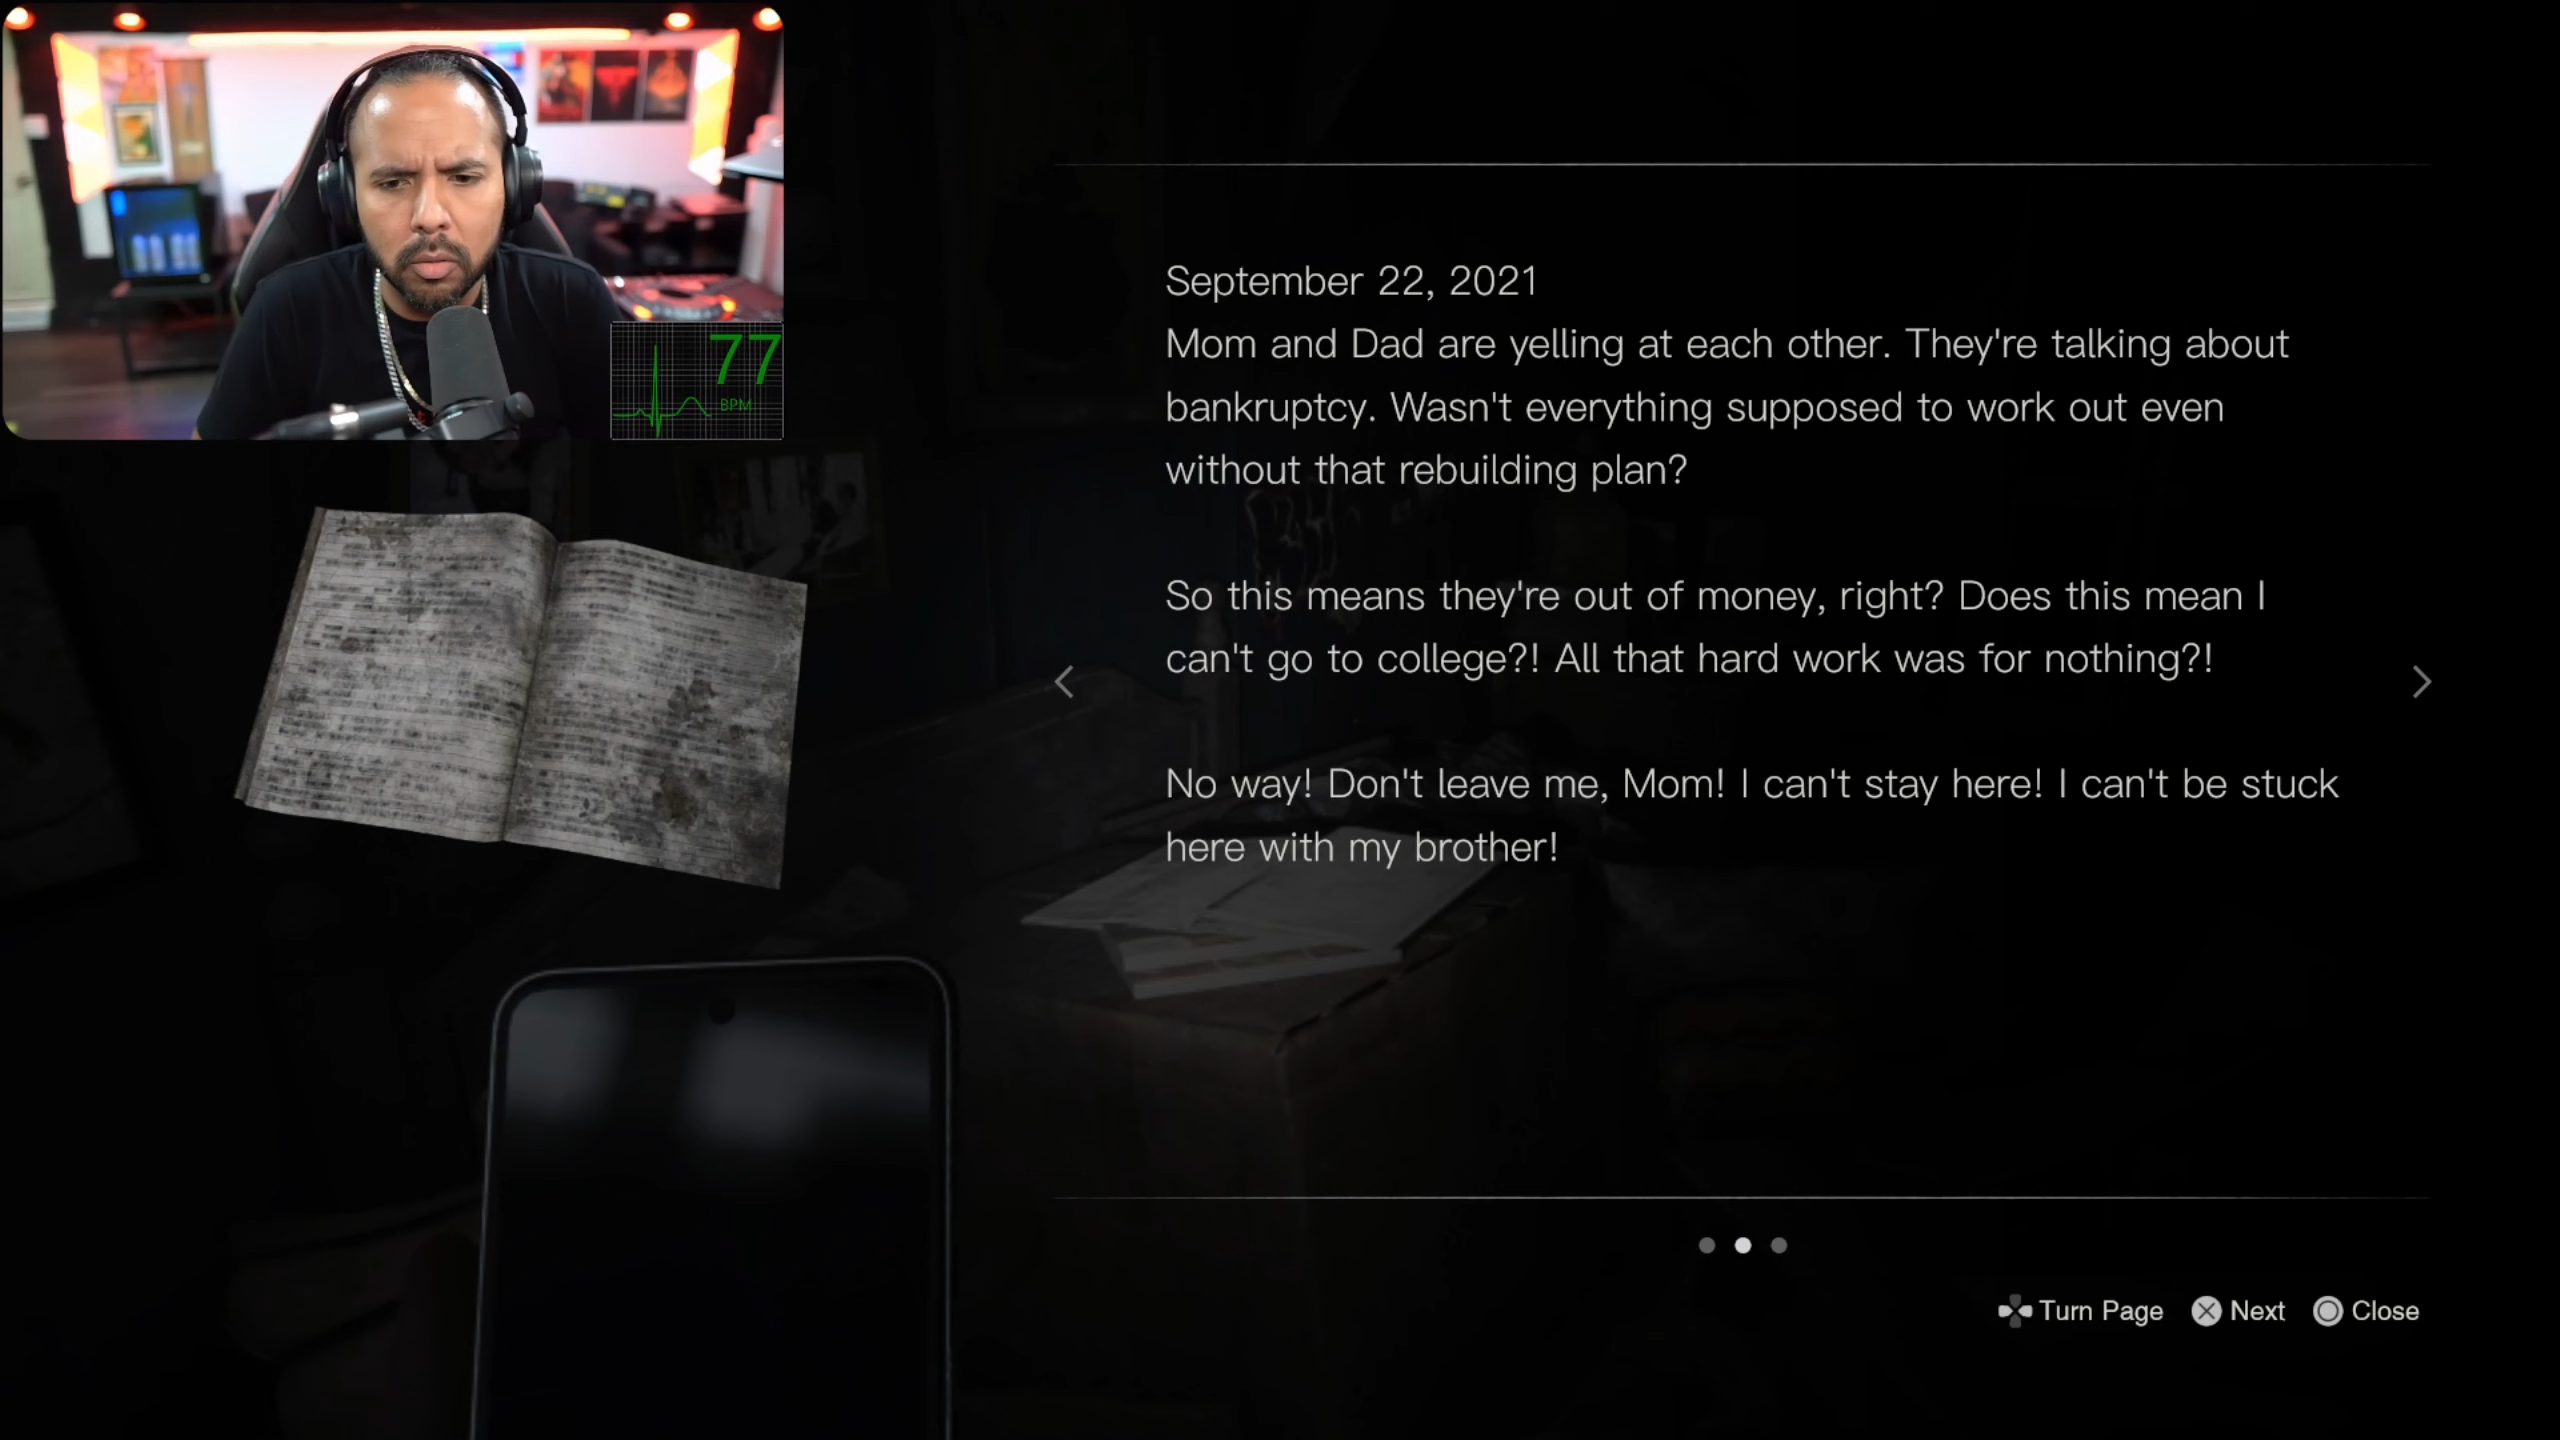 77
BPM
September 22, 2021
Mom and Dad are yelling at each other. They're talking about
bankruptcy. Wasn't everything supposed to work out even
without that rebuilding plan?
So this means they're out of money, right? Does this mean I
can't go to college?! All that hard work was for nothing?!
No way! Don't leave me, Mom! I can't stay here! I can't be stuck
here with my brother!
Turn Page Next Close